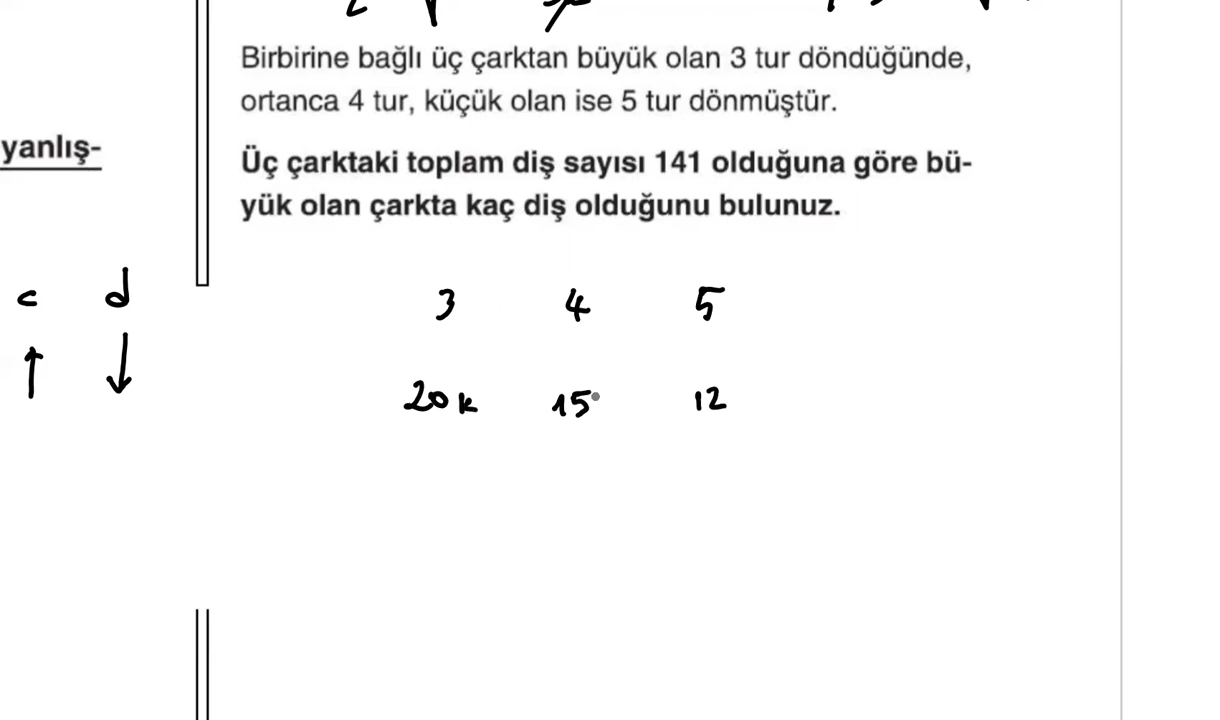 Birbirine bağlı üç çarktan büyük olan 3 tur döndüğünde,
ortanca 4 tur, küçük olan ise 5 tur dönmüştür.
yanlış-
Üç çarktaki toplam diş sayısı 141 olduğuna göre bü-
yük olan çarkta kaç diş olduğunu bulunuz.
c d
3 4 5
↑ ↓
20k 15 12